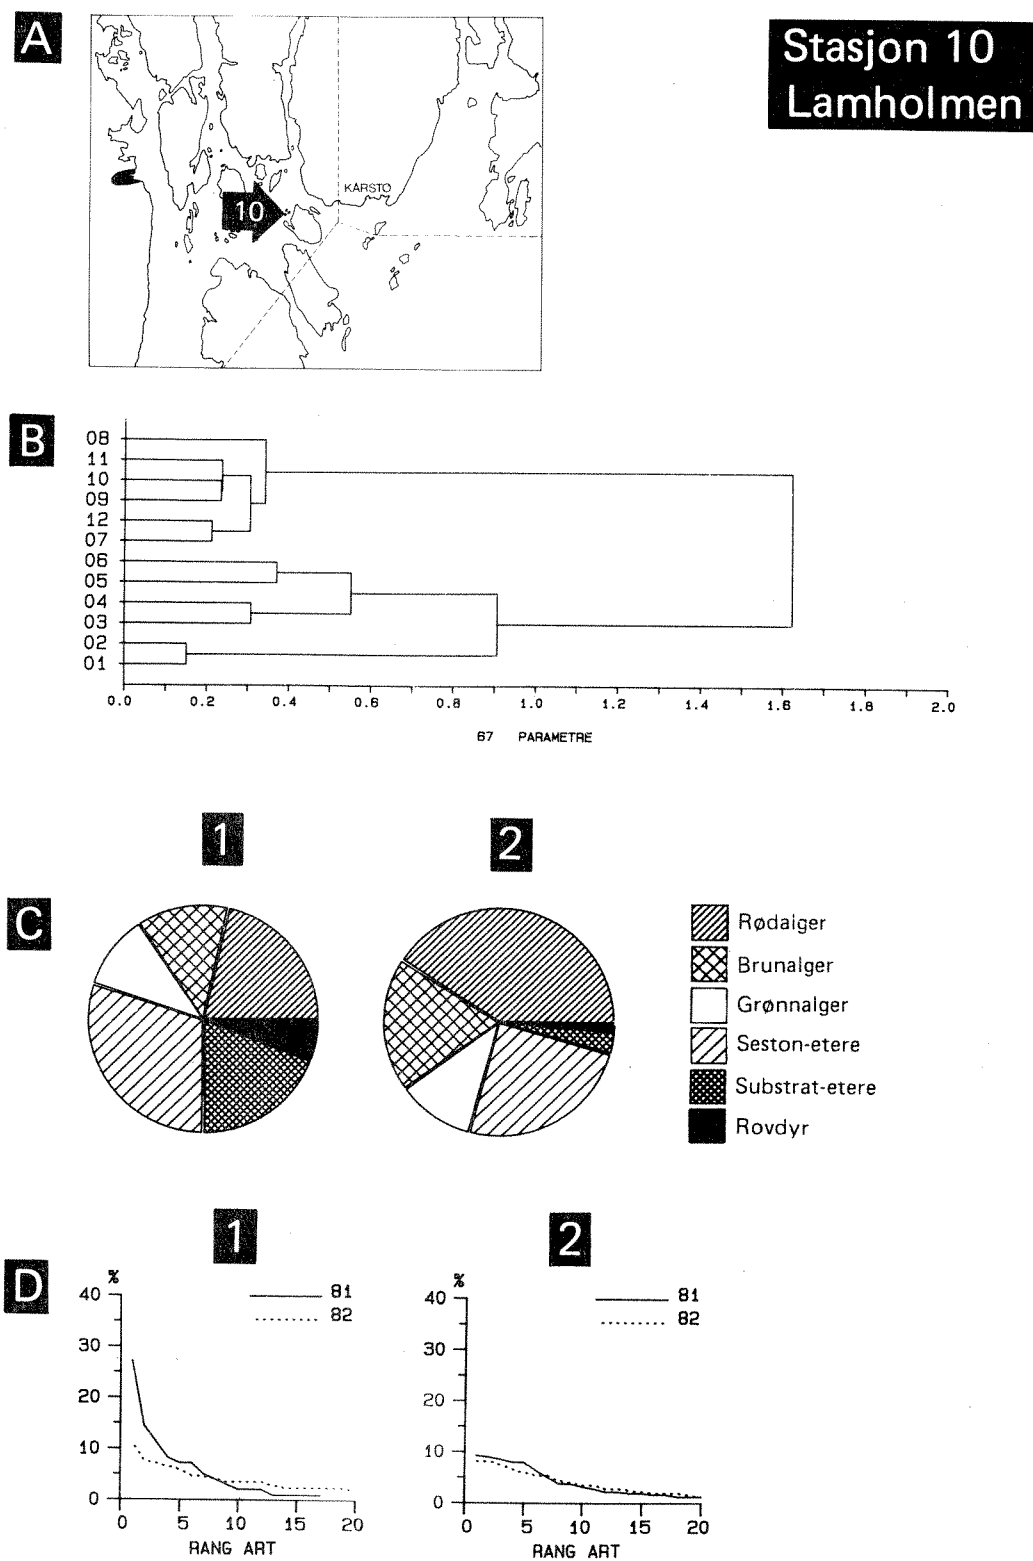 A
Stasjon 10
Lamholmen
KÅRSTØ
10
B
08
11
10
09
12
07
06
05
04
03
02
01
0.0 0.2 0.4 0.6 0.8 1.0 1.2 1.4 1.6 1.8 2.0
67 PARAMETRE
1 2
C
Rødalger
Brunalger
Grønnalger
Seston-etere
Substrat-etere
Rovdyr
1 2
D
%
40
30
20
10
0
81
82
0 5 10 15 20
RANG ART
%
40
30
20
10
0
81
82
0 5 10 15 20
RANG ART